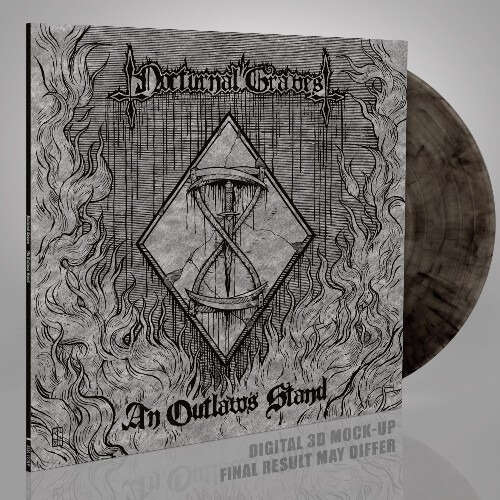 Nocturnal Graves
An Outlaws Stand
DIGITAL 3D MOCK-UP
FINAL RESULT MAY DIFFER